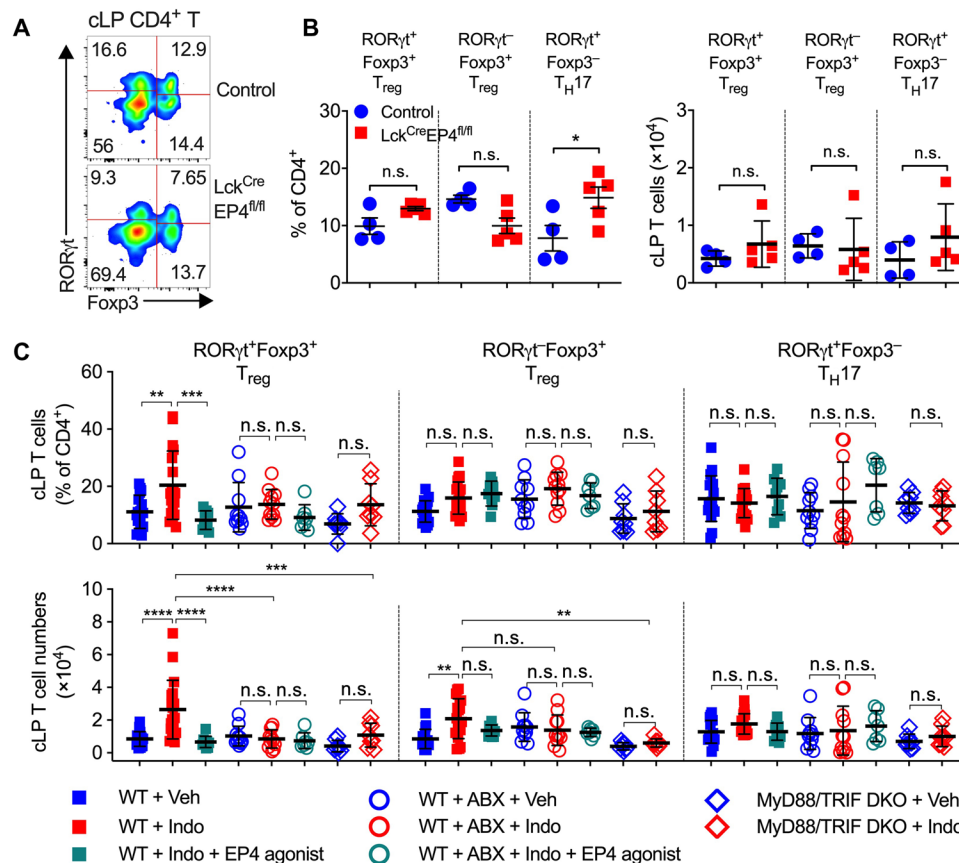 A
cLP CD4⁺ T
16.6 12.9
Control
56 14.4
9.3 7.65
Lck^Cre
EP4^fl/fl
69.4 13.7
RORγt
Foxp3
B
RORγt⁺ RORγt⁻ RORγt⁺
Foxp3⁺ Foxp3⁺ Foxp3⁻
T_reg T_reg T_H17
Control
Lck^CreEP4^fl/fl
n.s. n.s. *
30
20
10
0
% of CD4⁺
RORγt⁺ RORγt⁻ RORγt⁺
Foxp3⁺ Foxp3⁺ Foxp3⁻
T_reg T_reg T_H17
n.s. n.s. n.s.
3
2
1
0
cLP T cells (×10⁴)
C
RORγt⁺Foxp3⁺ RORγt⁻Foxp3⁺ RORγt⁺Foxp3⁻
T_reg T_reg T_H17
60
40
20
0
cLP T cells
(% of CD4⁺)
** *** n.s. n.s. n.s. n.s. n.s. n.s. n.s. n.s. n.s. n.s. n.s. n.s. n.s.
10
8
6
4
2
0
cLP T cell numbers
(×10⁴)
***
****
**** **** n.s. n.s. n.s.
**
n.s.
** n.s. n.s. n.s. n.s.
n.s. n.s. n.s. n.s. n.s.
WT + Veh WT + ABX + Veh MyD88/TRIF DKO + Veh
WT + Indo WT + ABX + Indo MyD88/TRIF DKO + Indo
WT + Indo + EP4 agonist WT + ABX + Indo + EP4 agonist